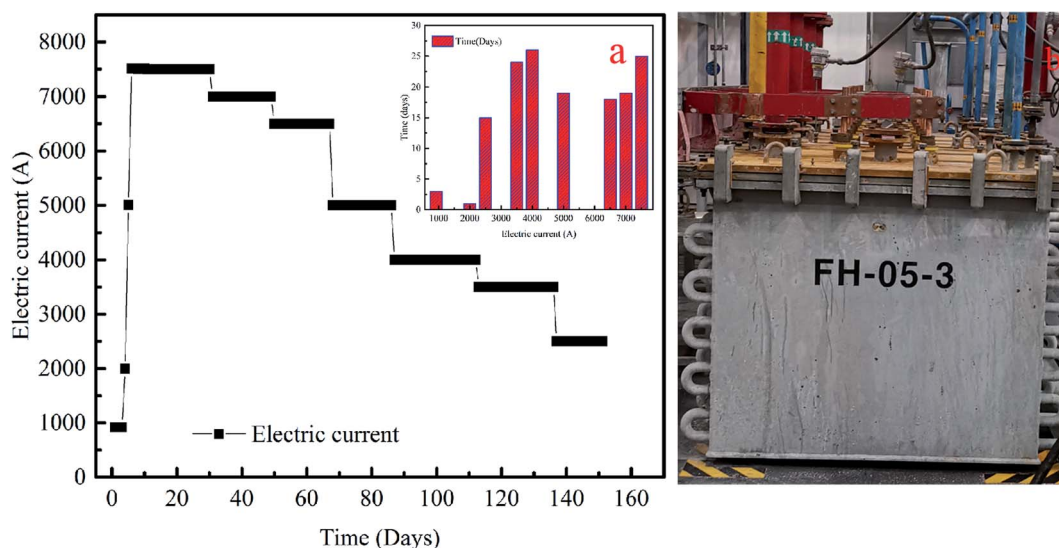 8000
7000
6000
5000
4000
3000
2000
1000
0
Electric current (A)
Electric current
0 20 40 60 80 100 120 140 160
Time (Days)
30
25
20
15
10
5
0
Time (days)
Time(Days)
a
1000 2000 3000 4000 5000 6000 7000
Electric current (A)
b
FH-05-3